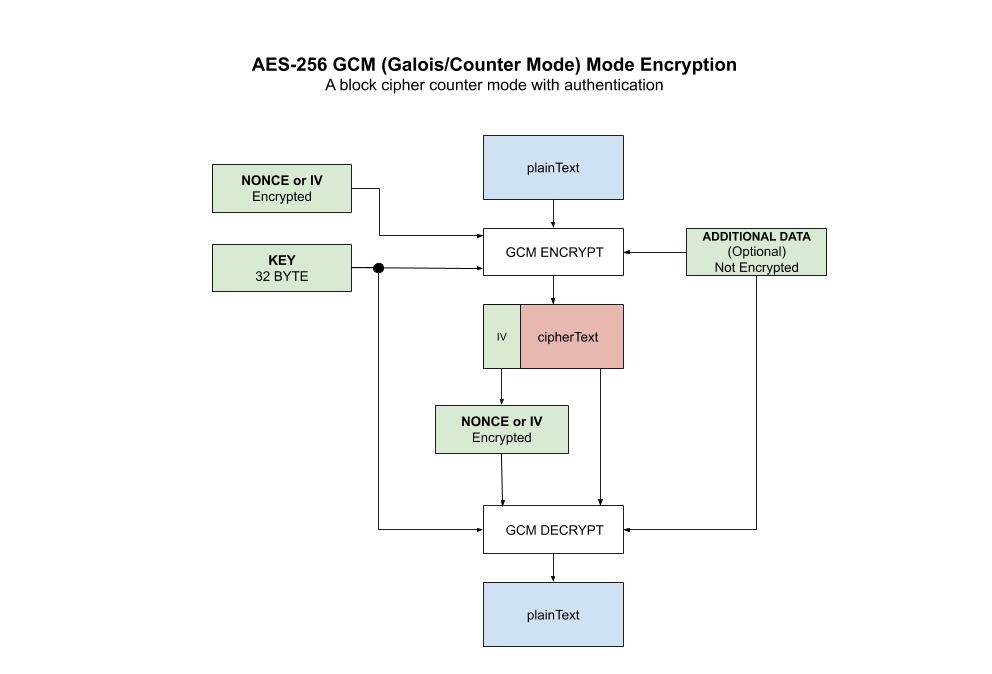 AES-256 GCM (Galois/Counter Mode) Mode Encryption
A block cipher counter mode with authentication
plainText
NONCE or IV
Encrypted
KEY
32 BYTE
GCM ENCRYPT
ADDITIONAL DATA
(Optional)
Not Encrypted
IV
cipherText
NONCE or IV
Encrypted
GCM DECRYPT
plainText